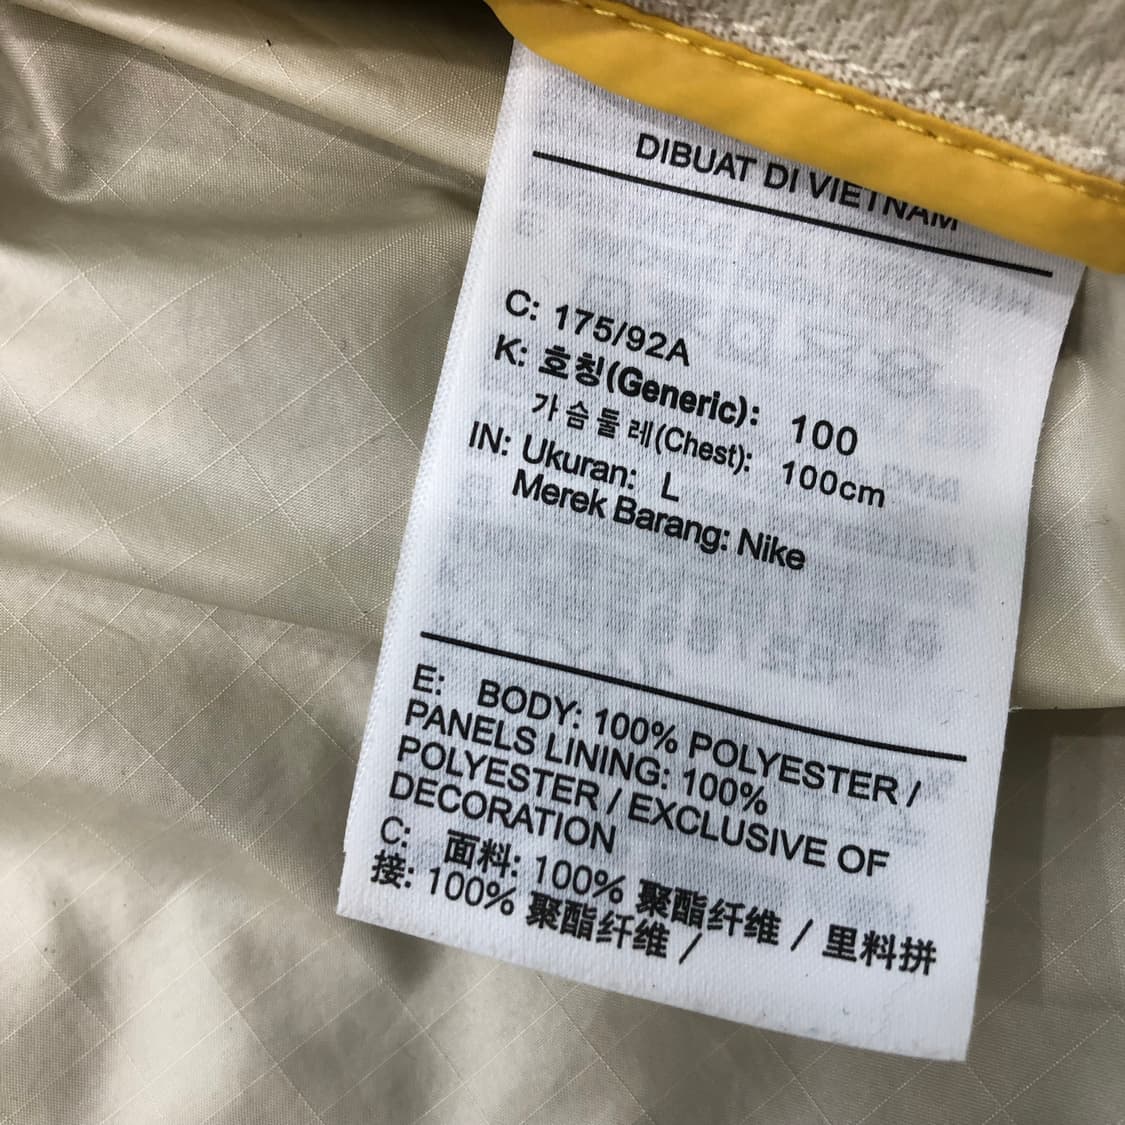 DIBUAT DI VIETNAM
C: 175/92A
K: 호칭(Generic): 100
가슴둘레(Chest): 100cm
IN: Ukuran: L
Merek Barang: Nike
E: BODY: 100% POLYESTER /
PANELS LINING: 100%
POLYESTER / EXCLUSIVE OF
DECORATION
C: 面料: 100% 聚酯纤维 / 里料拼
接: 100% 聚酯纤维 /